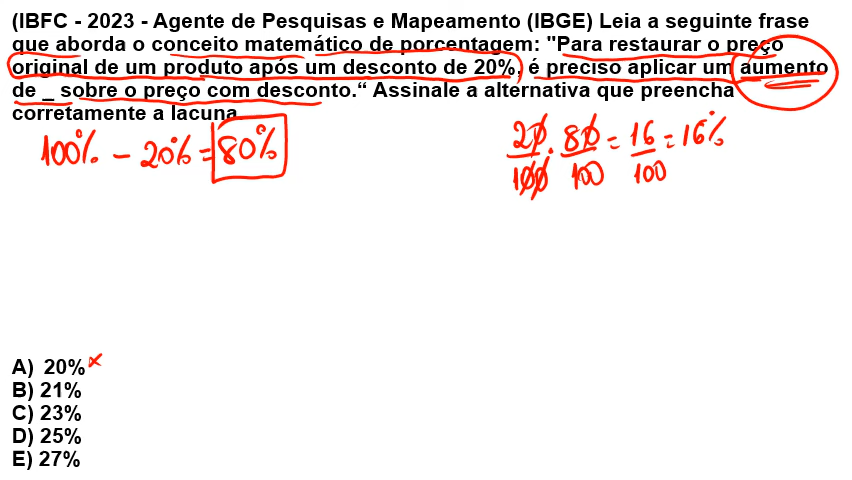 (IBFC - 2023 - Agente de Pesquisas e Mapeamento (IBGE) Leia a seguinte frase
que aborda o conceito matemático de porcentagem: "Para restaurar o preço
original de um produto após um desconto de 20%, é preciso aplicar um aumento
de _ sobre o preço com desconto.“ Assinale a alternativa que preencha
corretamente a lacuna
100% - 20% = 80%
20/100 . 80/100 = 16/100 = 16%
A) 20% x
B) 21%
C) 23%
D) 25%
E) 27%